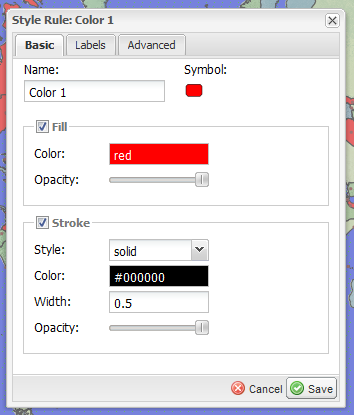 Style Rule: Color 1
Basic Labels Advanced
Name: Symbol:
Color 1
Fill
Color: red
Opacity:
Stroke
Style: solid
Color: #000000
Width: 0.5
Opacity:
Cancel Save